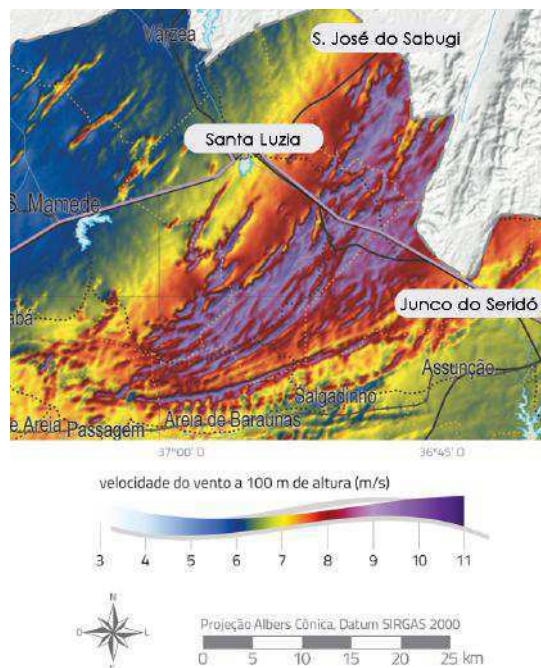 Várzea
S. José do Sabugi
Santa Luzia
S. Mamede
Junco do Seridó
abá
Assunção
Salgadinho
Areia de Baraúnas
e Areia
Passagem
37°00' O
36°45' O
velocidade do vento a 100 m de altura (m/s)
3 4 5 6 7 8 9 10 11
N
O L
S
Projeção Albers Cônica, Datum SIRGAS 2000
0 5 10 15 20 25 km